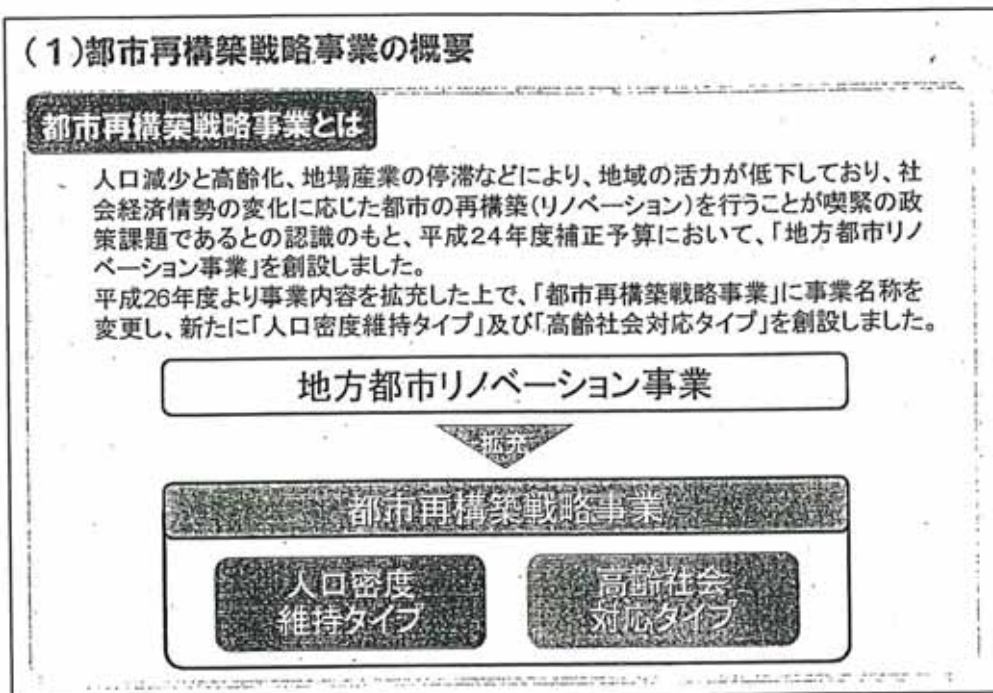 （１）都市再構築戦略事業の概要
都市再構築戦略事業とは
人口減少と高齢化、地場産業の停滞などにより、地域の活力が低下しており、社
会経済情勢の変化に応じた都市の再構築（リノベーション）を行うことが喫緊の政
策課題であるとの認識のもと、平成２４年度補正予算において、「地方都市リノ
ベーション事業」を創設しました。
平成26年度より事業内容を拡充した上で、「都市再構築戦略事業」に事業名称を
変更し、新たに「人口密度維持タイプ」及び「高齢社会対応タイプ」を創設しました。
地方都市リノベーション事業
拡充
都市再構築戦略事業
人口密度
維持タイプ
高齢社会
対応タイプ